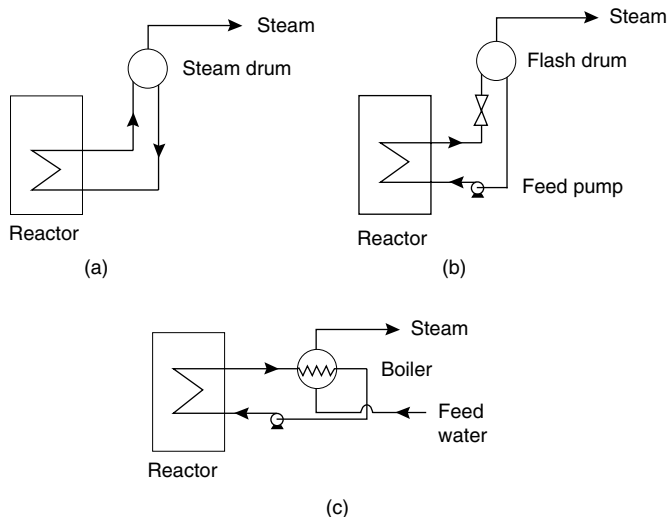 Steam
Steam drum
Reactor
(a)
Steam
Flash drum
Feed pump
Reactor
(b)
Steam
Boiler
Feed
water
Reactor
(c)